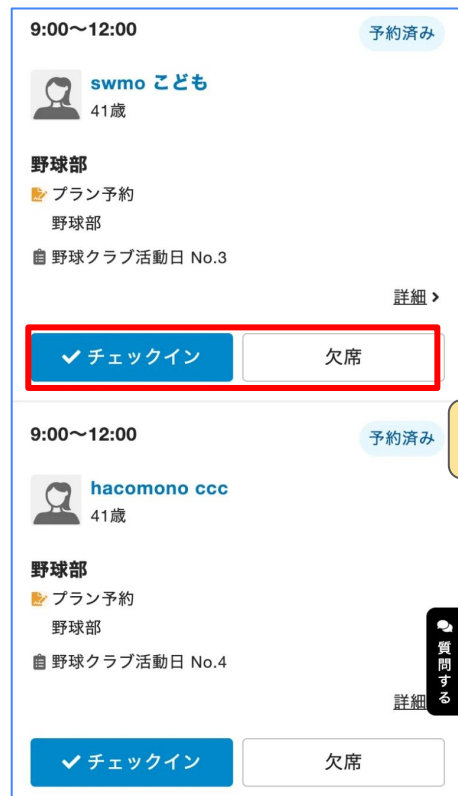 9:00〜12:00 予約済み
swmo こども
41歳
野球部
プラン予約
野球部
野球クラブ活動日 No.3
詳細
チェックイン 欠席
9:00〜12:00 予約済み
hacomono ccc
41歳
野球部
プラン予約
野球部
野球クラブ活動日 No.4
質問する
詳細
チェックイン 欠席